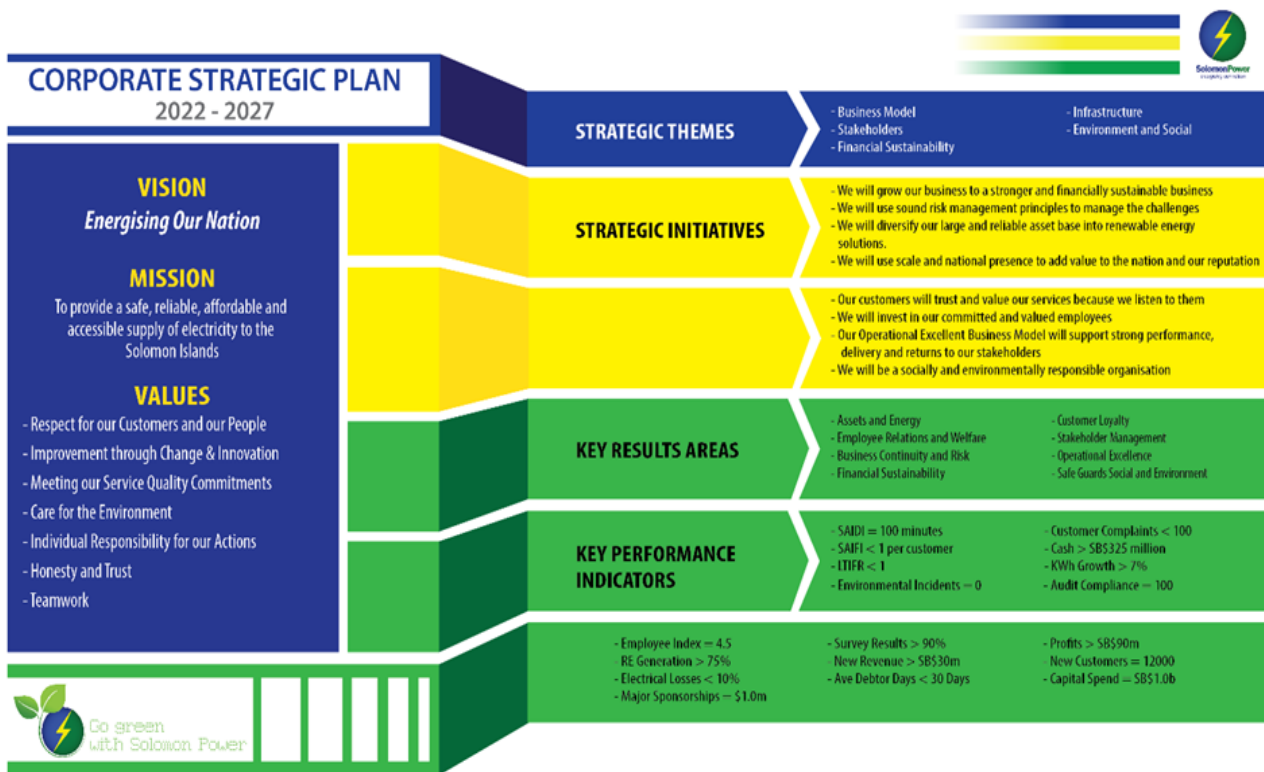 SolomonPower
CORPORATE STRATEGIC PLAN
2022 - 2027
VISION
Energising Our Nation
MISSION
To provide a safe, reliable, affordable and
accessible supply of electricity to the
Solomon Islands
VALUES
- Respect for our Customers and our People
- Improvement through Change & Innovation
- Meeting our Service Quality Commitments
- Care for the Environment
- Individual Responsibility for our Actions
- Honesty and Trust
- Teamwork
Go green
with Solomon Power
STRATEGIC THEMES
- Business Model
- Stakeholders
- Financial Sustainability
- Infrastructure
- Environment and Social
STRATEGIC INITIATIVES
- We will grow our business to a stronger and financially sustainable business
- We will use sound risk management principles to manage the challenges
- We will diversify our large and reliable asset base into renewable energy
solutions.
- We will use scale and national presence to add value to the nation and our reputation
- Our customers will trust and value our services because we listen to them
- We will invest in our committed and valued employees
- Our Operational Excellent Business Model will support strong performance,
delivery and returns to our stakeholders
- We will be a socially and environmentally responsible organisation
KEY RESULTS AREAS
- Assets and Energy
- Employee Relations and Welfare
- Business Continuity and Risk
- Financial Sustainability
- Customer Loyalty
- Stakeholder Management
- Operational Excellence
- Safe Guards Social and Environment
KEY PERFORMANCE
INDICATORS
- SAIDI = 100 minutes
- SAIFI < 1 per customer
- LTIFR < 1
- Environmental Incidents = 0
- Customer Complaints < 100
- Cash > SB$325 million
- KWh Growth > 7%
- Audit Compliance = 100
- Employee Index = 4.5
- RE Generation > 75%
- Electrical Losses < 10%
- Major Sponsorships = $1.0m
- Survey Results > 90%
- New Revenue > SB$30m
- Ave Debtor Days < 30 Days
- Profits > SB$90m
- New Customers = 12000
- Capital Spend = SB$1.0b